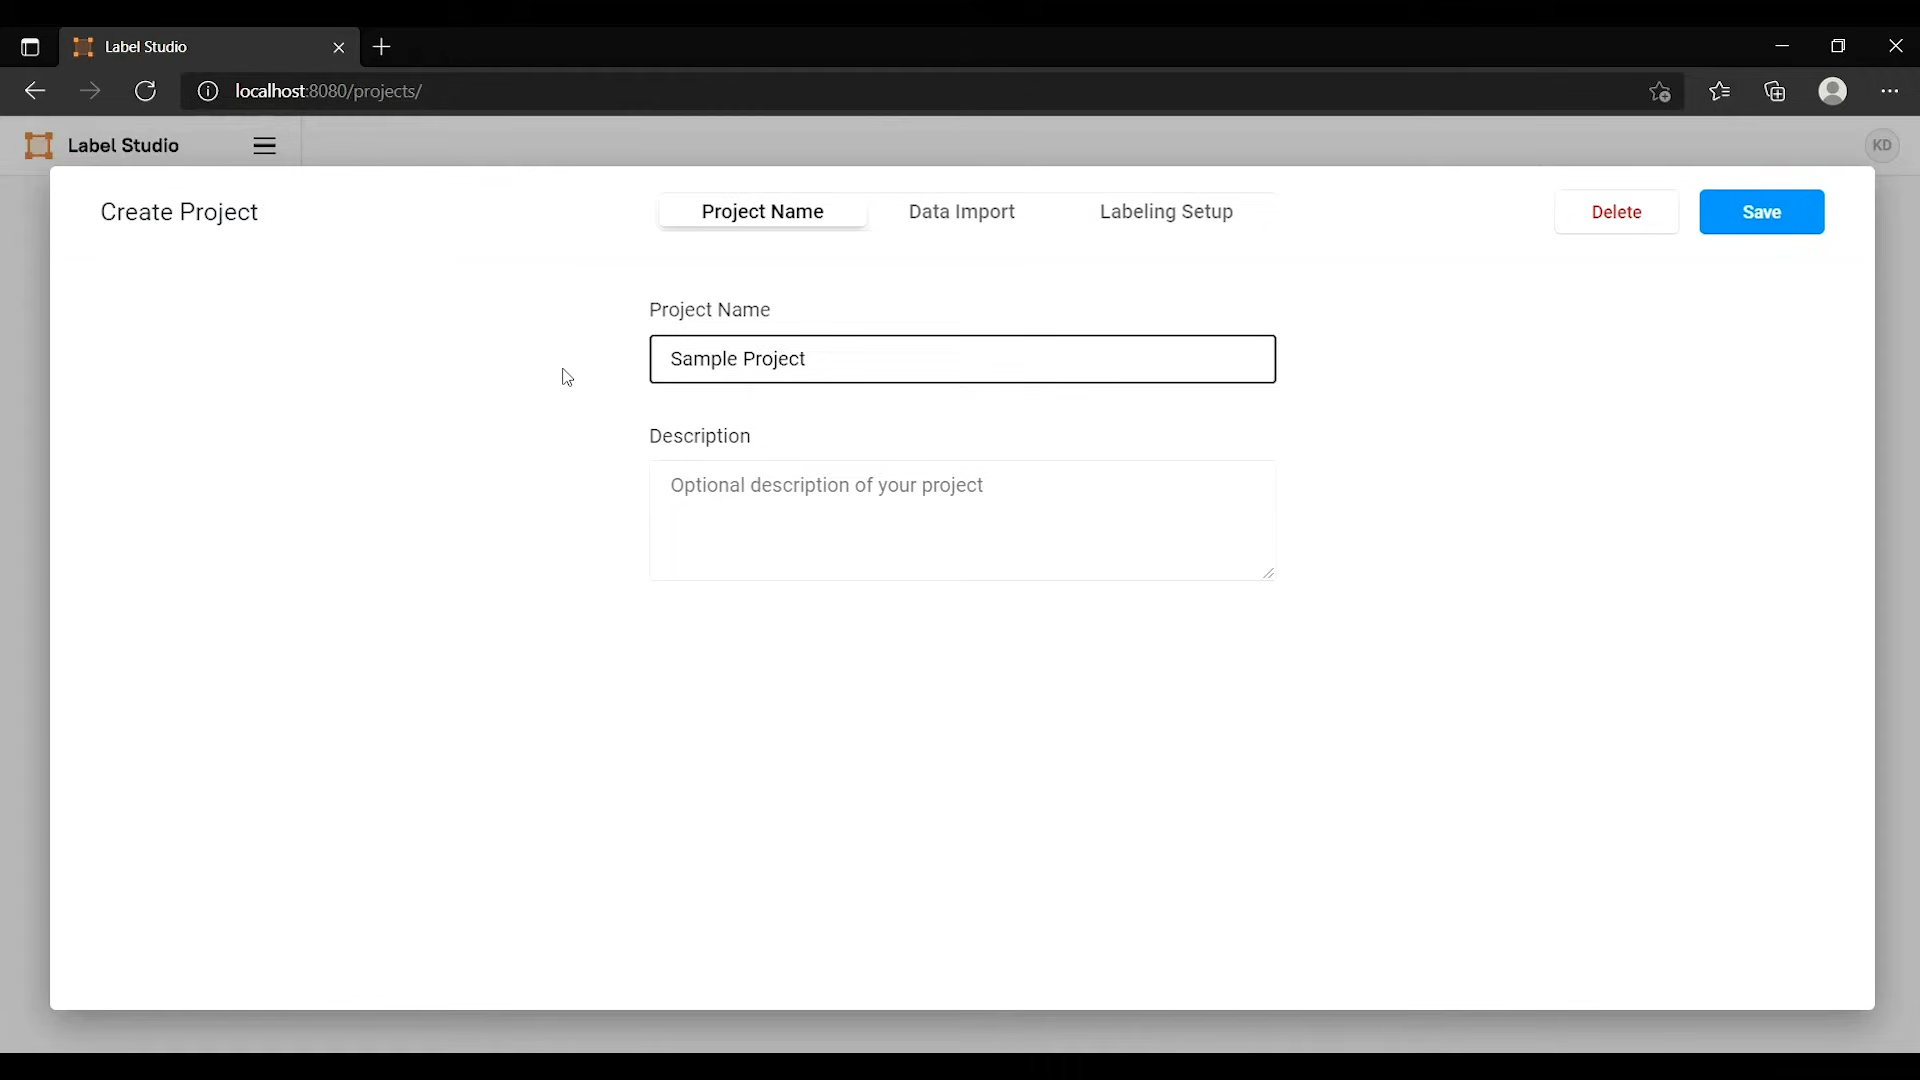 Label Studio
localhost:8080/projects/
Label Studio
KD
Create Project
Project Name
Data Import
Labeling Setup
Delete
Save
Project Name
Sample Project
Description
Optional description of your project